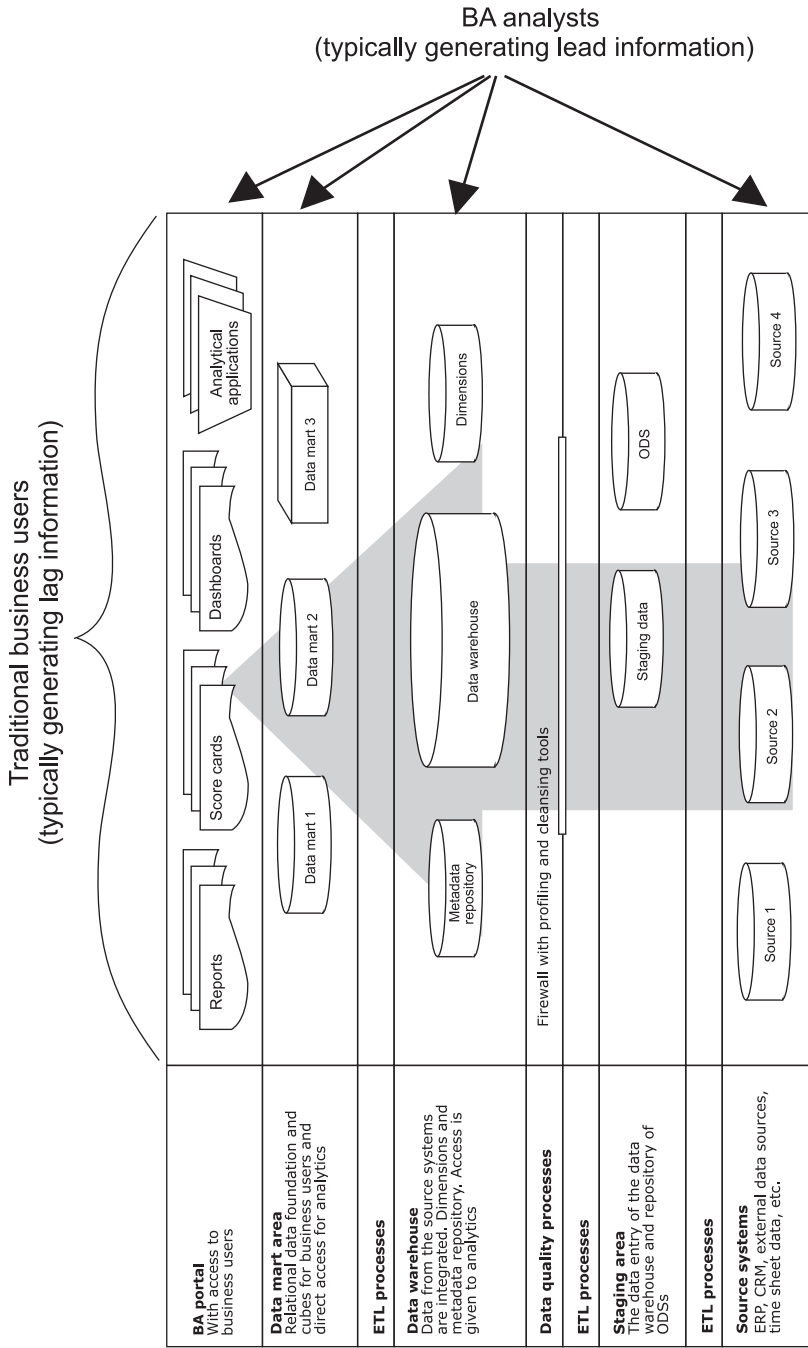 Traditional business users
(typically generating lag information)
BA analysts
(typically generating lead information)
BA portal
With access to
business users
Reports
Score cards
Dashboards
Analytical
applications
Data mart area
Relational data foundation and
cubes for business users and
direct access for analytics
Data mart 1
Data mart 2
Data mart 3
ETL processes
Data warehouse
Data from the source systems
are integrated. Dimensions and
metadata repository. Access is
given to analytics
Metadata
repository
Data warehouse
Dimensions
Data quality processes
Firewall with profiling and cleansing tools
ETL processes
Staging area
The data entry of the data
warehouse and repository of
ODSs
Staging data
ODS
ETL processes
Source systems
ERP, CRM, external data sources,
time sheet data, etc.
Source 1
Source 2
Source 3
Source 4